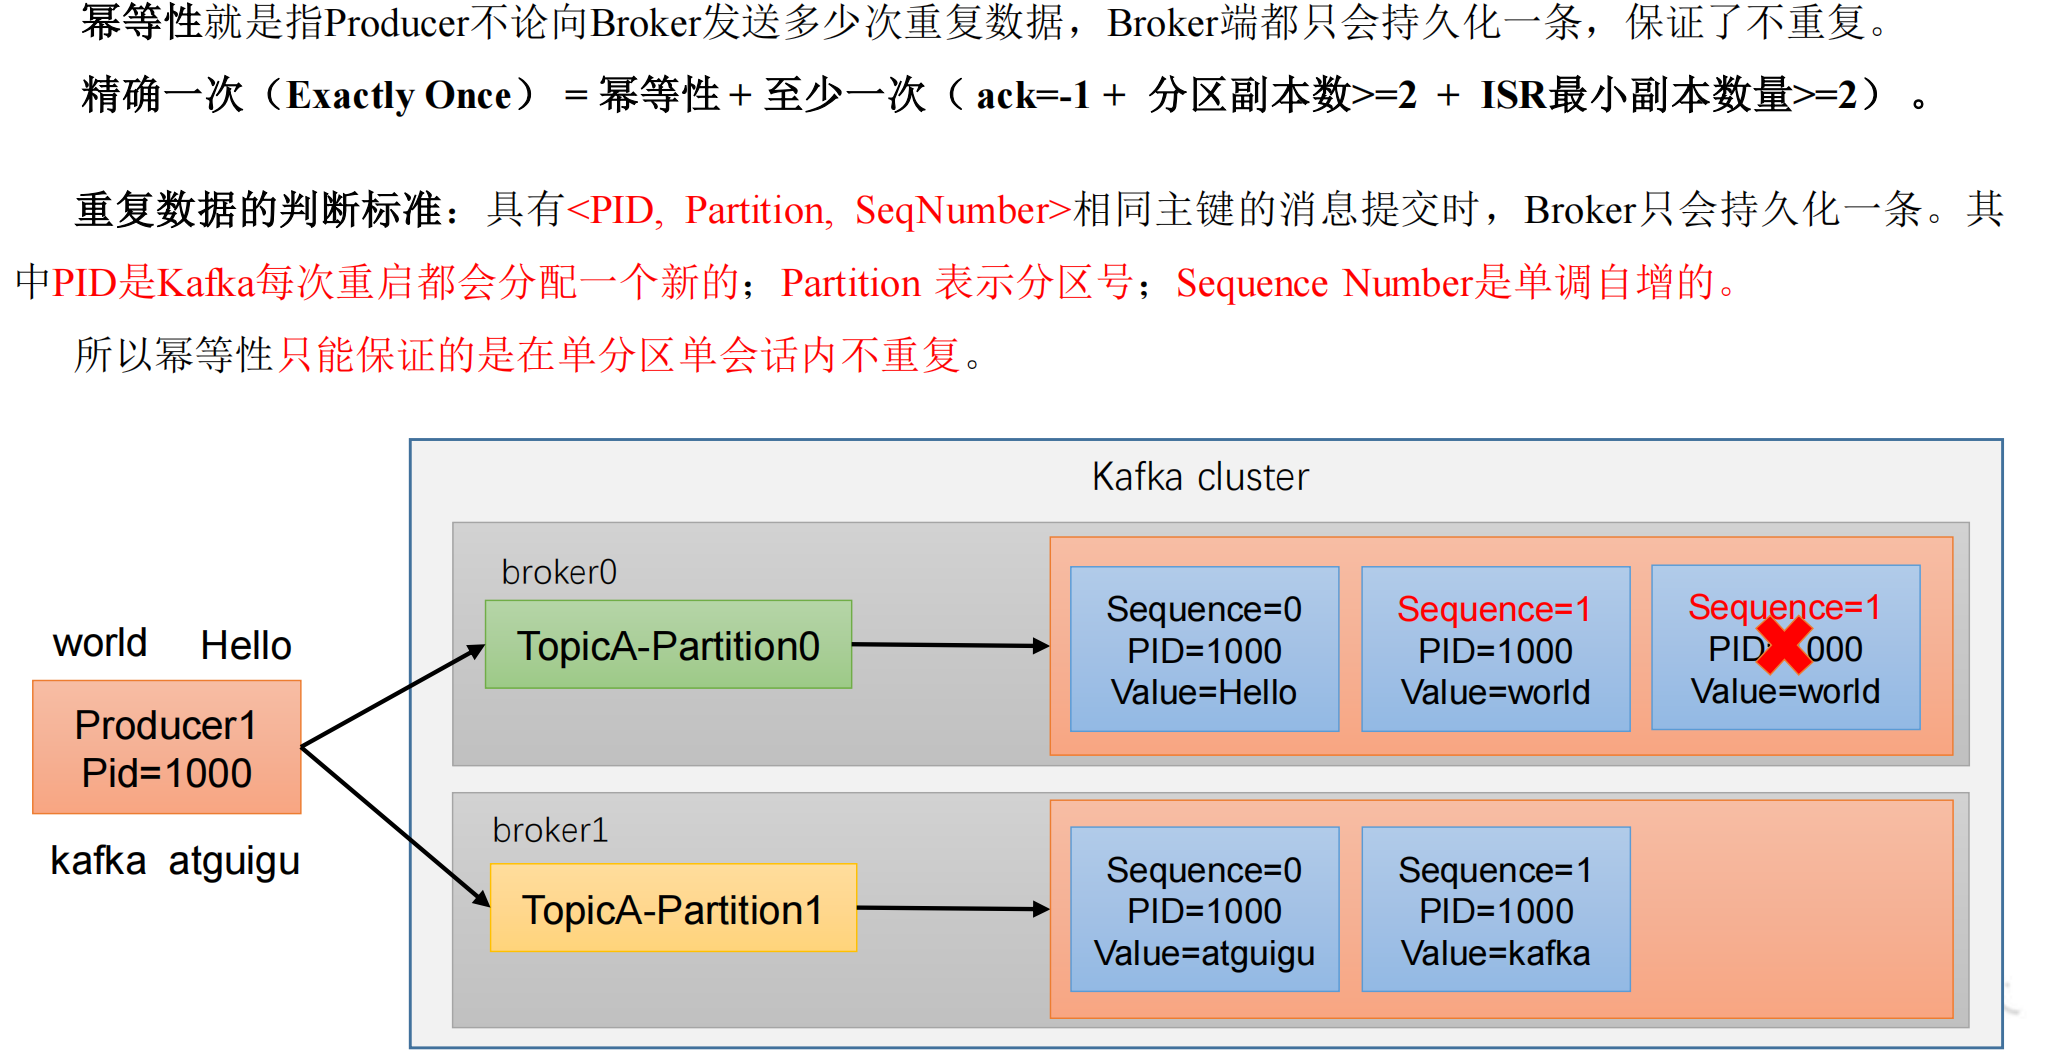 幂等性就是指Producer不论向Broker发送多少次重复数据，Broker端都只会持久化一条，保证了不重复。
精确一次（Exactly Once） = 幂等性 + 至少一次（ ack=-1 + 分区副本数>=2 + ISR最小副本数量>=2） 。
重复数据的判断标准：具有<PID, Partition, SeqNumber>相同主键的消息提交时，Broker只会持久化一条。其
中PID是Kafka每次重启都会分配一个新的；Partition 表示分区号；Sequence Number是单调自增的。
所以幂等性只能保证的是在单分区单会话内不重复。
Kafka cluster
broker0
TopicA-Partition0
Sequence=0
PID=1000
Value=Hello
Sequence=1
PID=1000
Value=world
Sequence=1
PID=1000
Value=world
world Hello
Producer1
Pid=1000
kafka atguigu
broker1
TopicA-Partition1
Sequence=0
PID=1000
Value=atguigu
Sequence=1
PID=1000
Value=kafka